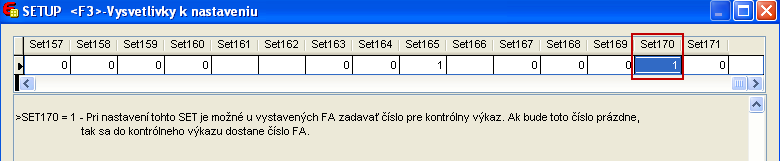 SETUP <F3>-Vysvetlivky k nastaveniu
Set157 Set158 Set159 Set160 Set161 Set162 Set163 Set164 Set165 Set166 Set167 Set168 Set169 Set170 Set171
0 0 0 0 0 0 1 0 0 0 0 1 0
>SET170 = 1 - Pri nastavení tohto SET je možné u vystavených FA zadavať číslo pre kontrólny výkaz. Ak bude toto číslo prázdne,
tak sa do kontrólneho výkazu dostane číslo FA.